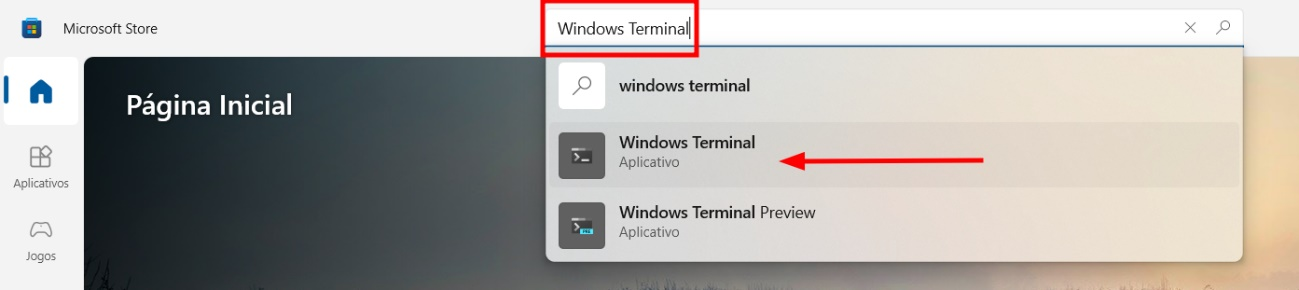 Microsoft Store
Windows Terminal
Página Inicial
windows terminal
Windows Terminal
Aplicativo
Windows Terminal Preview
Aplicativo
Aplicativos
Jogos